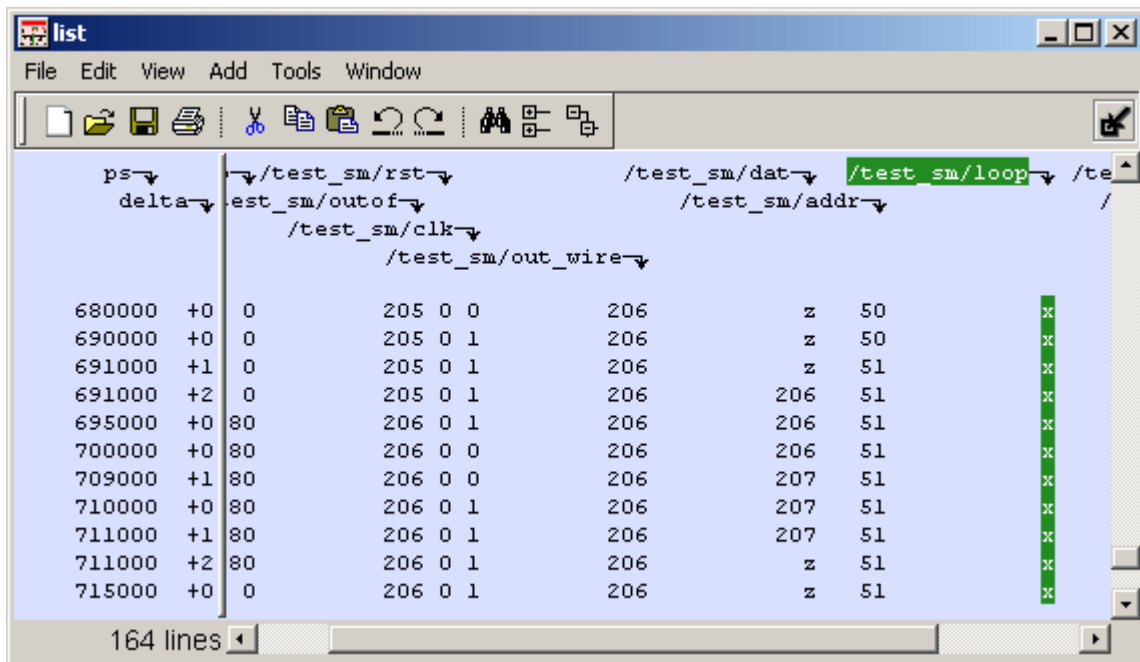 list
File Edit View Add Tools Window
ps /test_sm/rst /test_sm/dat /test_sm/loop /te
delta est_sm/outof /test_sm/addr /
/test_sm/clk
/test_sm/out_wire
680000 +0 0 205 0 0 206 z 50 x
690000 +0 0 205 0 1 206 z 50 x
691000 +1 0 205 0 1 206 z 51 x
691000 +2 0 205 0 1 206 206 51 x
695000 +0 80 206 0 1 206 206 51 x
700000 +0 80 206 0 0 206 206 51 x
709000 +1 80 206 0 0 206 207 51 x
710000 +0 80 206 0 1 206 207 51 x
711000 +1 80 206 0 1 206 207 51 x
711000 +2 80 206 0 1 206 z 51 x
715000 +0 0 206 0 1 206 z 51 x
164 lines